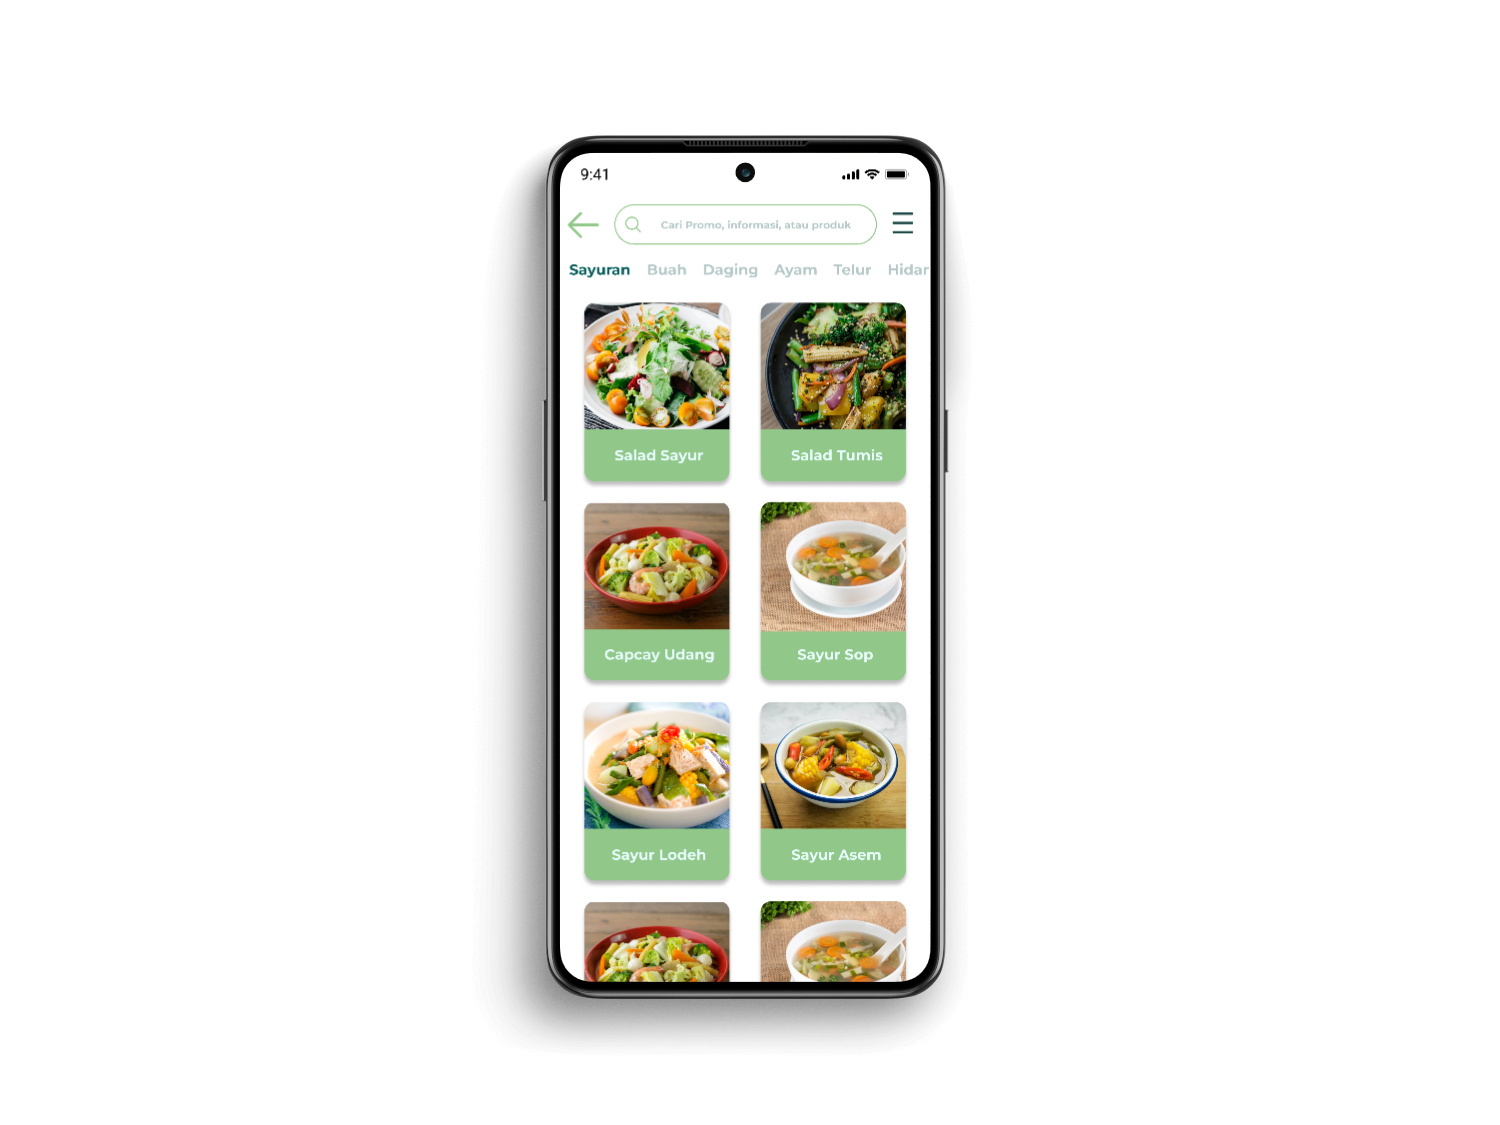 9:41
Cari Promo, informasi, atau produk
Sayuran Buah Daging Ayam Telur Hidar
Salad Sayur Salad Tumis
Capcay Udang Sayur Sop
Sayur Lodeh Sayur Asem